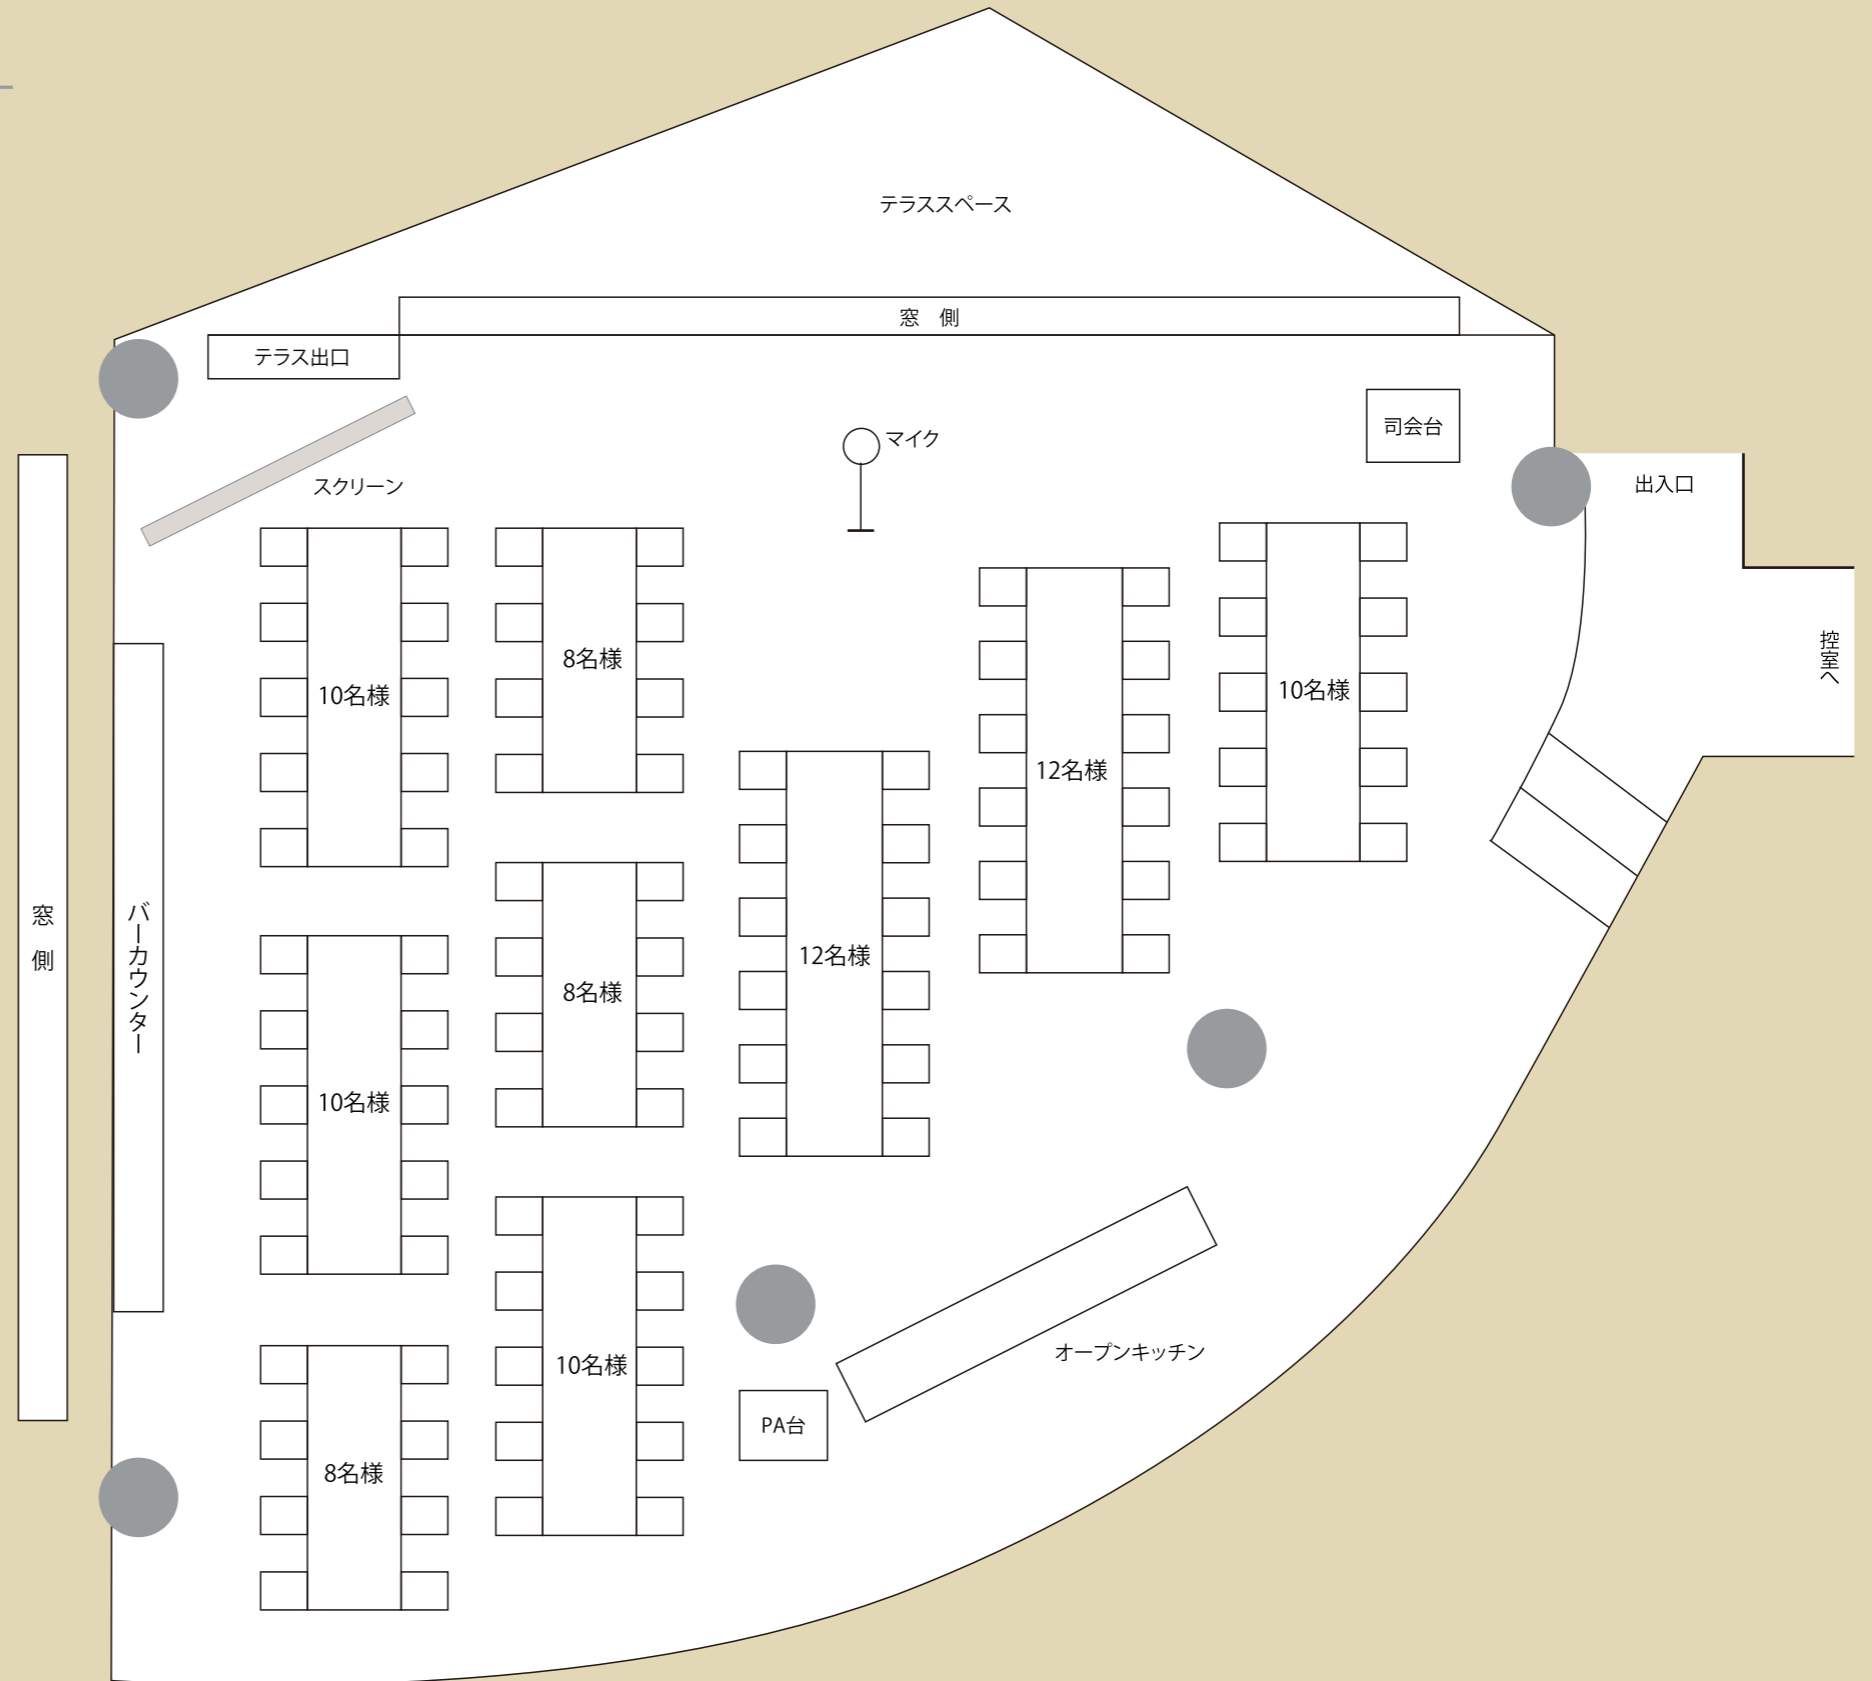 テラススペース
窓　側
テラス出口
司会台
マイク
出入口
スクリーン
控室へ
8名様
10名様
10名様
12名様
窓　側
バーカウンター
12名様
8名様
10名様
オープンキッチン
10名様
PA台
8名様